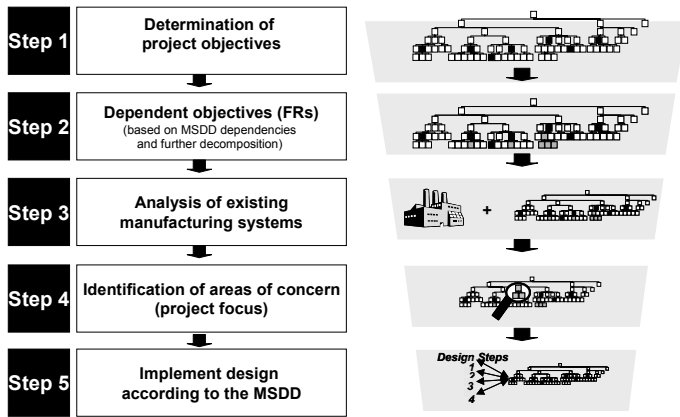 Step 1
Determination of
project objectives
Step 2
Dependent objectives (FRs)
(based on MSDD dependencies
and further decomposition)
Step 3
Analysis of existing
manufacturing systems
+
Step 4
Identification of areas of concern
(project focus)
Step 5
Implement design
according to the MSDD
Design Steps
1
2
3
4